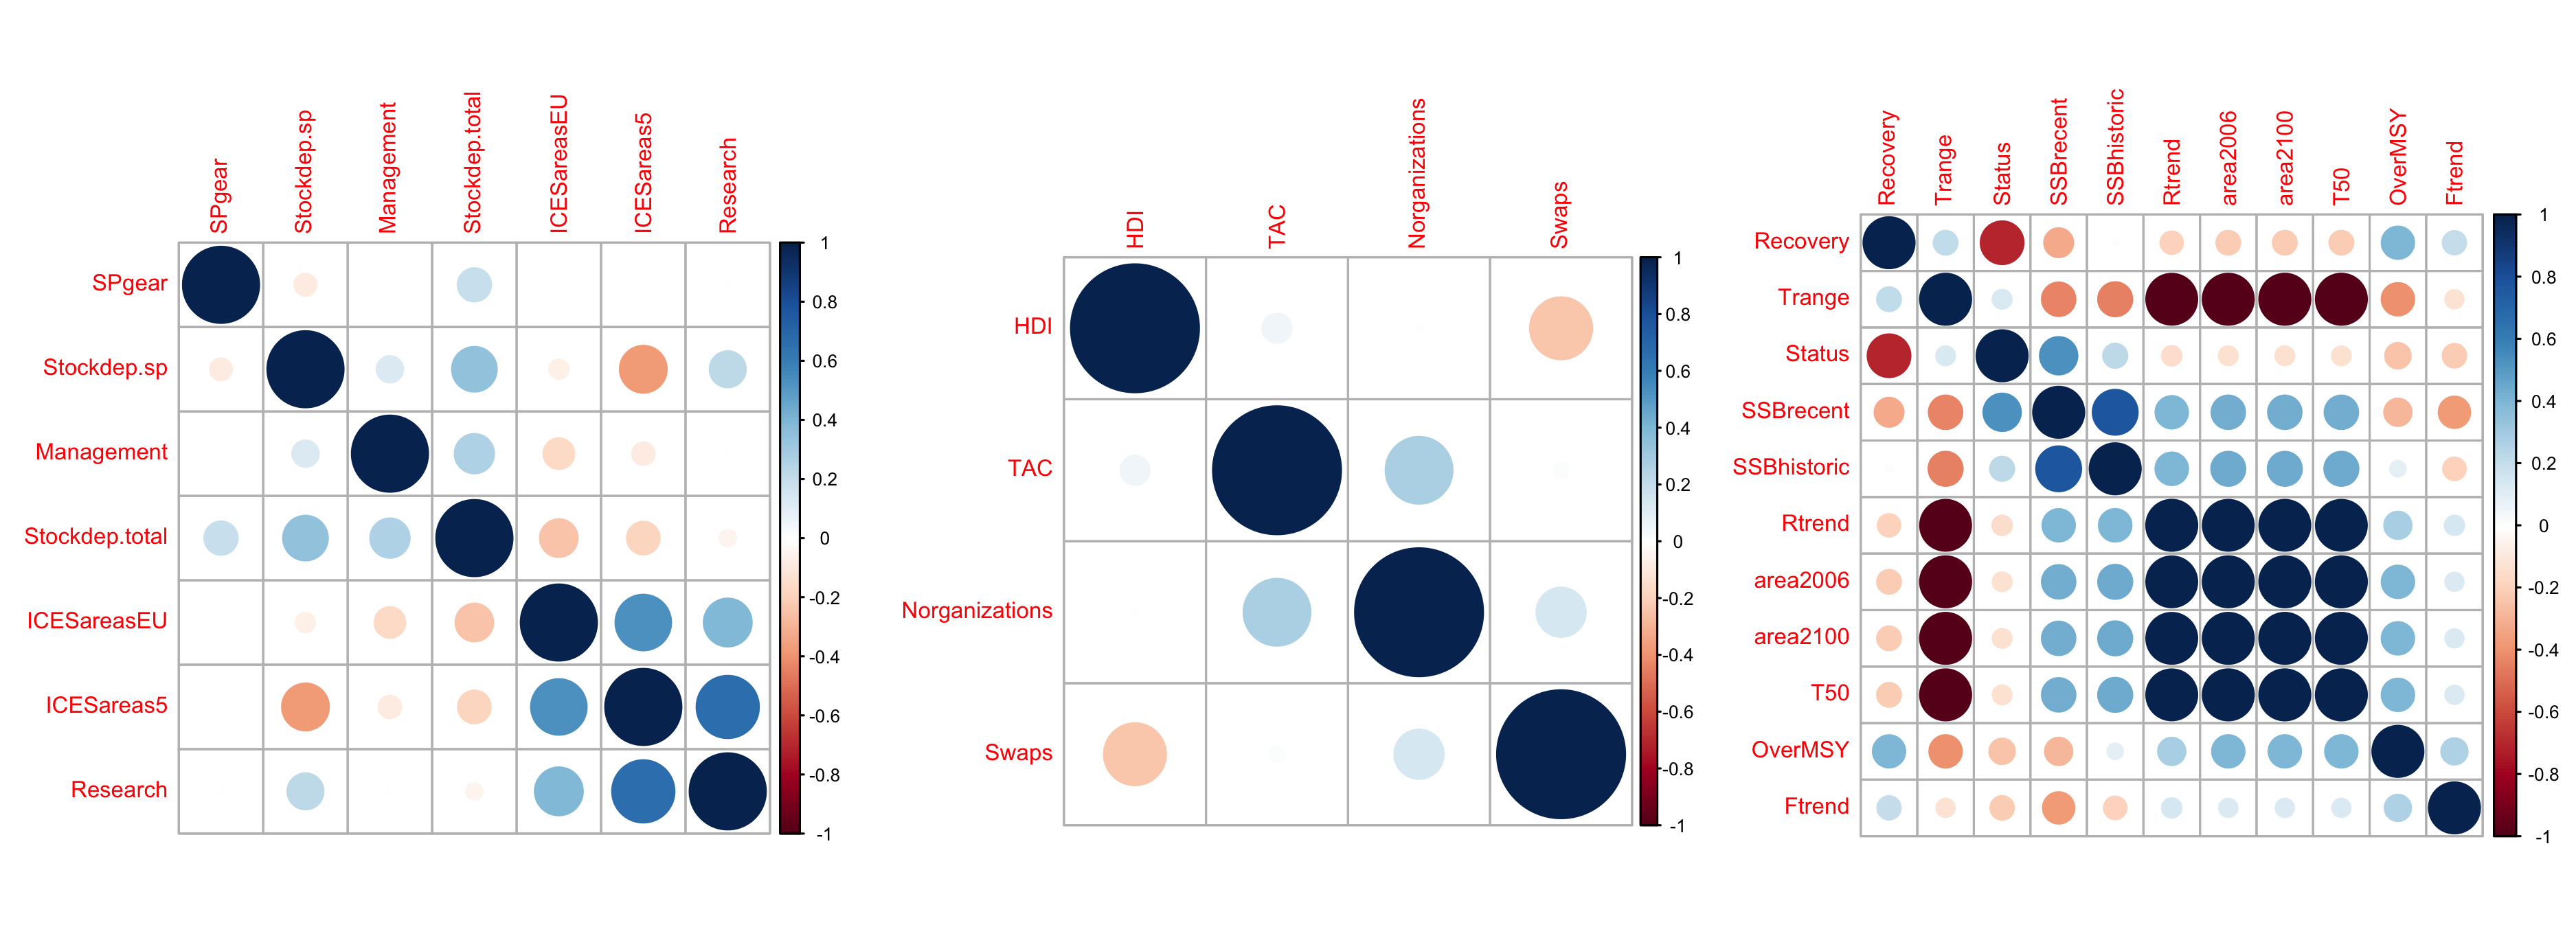 SPgear
Stockdep.sp
Management
Stockdep.total
ICESareasEU
ICESareas5
Research
SPgear
Stockdep.sp
Management
Stockdep.total
ICESareasEU
ICESareas5
Research
1
0.8
0.6
0.4
0.2
0
-0.2
-0.4
-0.6
-0.8
-1
HDI
TAC
Norganizations
Swaps
HDI
TAC
Norganizations
Swaps
1
0.8
0.6
0.4
0.2
0
-0.2
-0.4
-0.6
-0.8
-1
Recovery
Trange
Status
SSBrecent
SSBhistoric
Rtrend
area2006
area2100
T50
OverMSY
Ftrend
Recovery
Trange
Status
SSBrecent
SSBhistoric
Rtrend
area2006
area2100
T50
OverMSY
Ftrend
1
0.8
0.6
0.4
0.2
0
-0.2
-0.4
-0.6
-0.8
-1